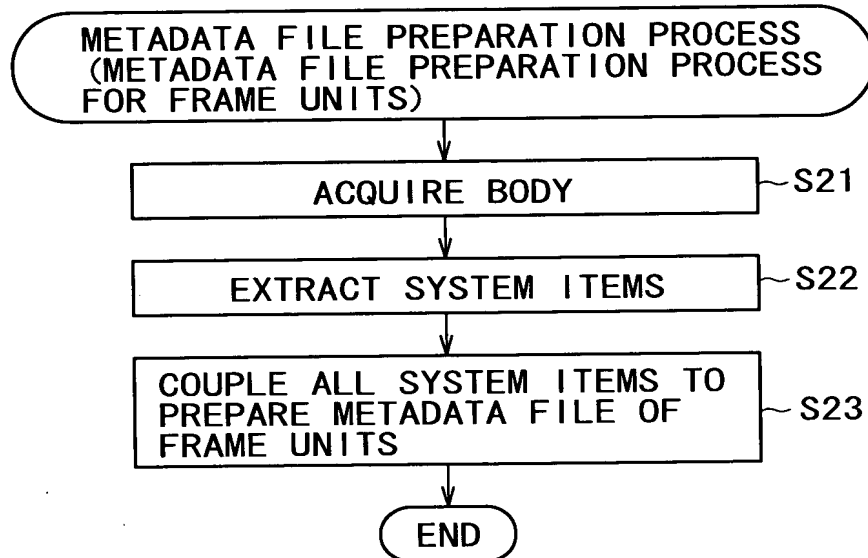 METADATA FILE PREPARATION PROCESS
(METADATA FILE PREPARATION PROCESS
FOR FRAME UNITS)
ACQUIRE BODY
S21
EXTRACT SYSTEM ITEMS
S22
COUPLE ALL SYSTEM ITEMS TO
PREPARE METADATA FILE OF
FRAME UNITS
S23
END